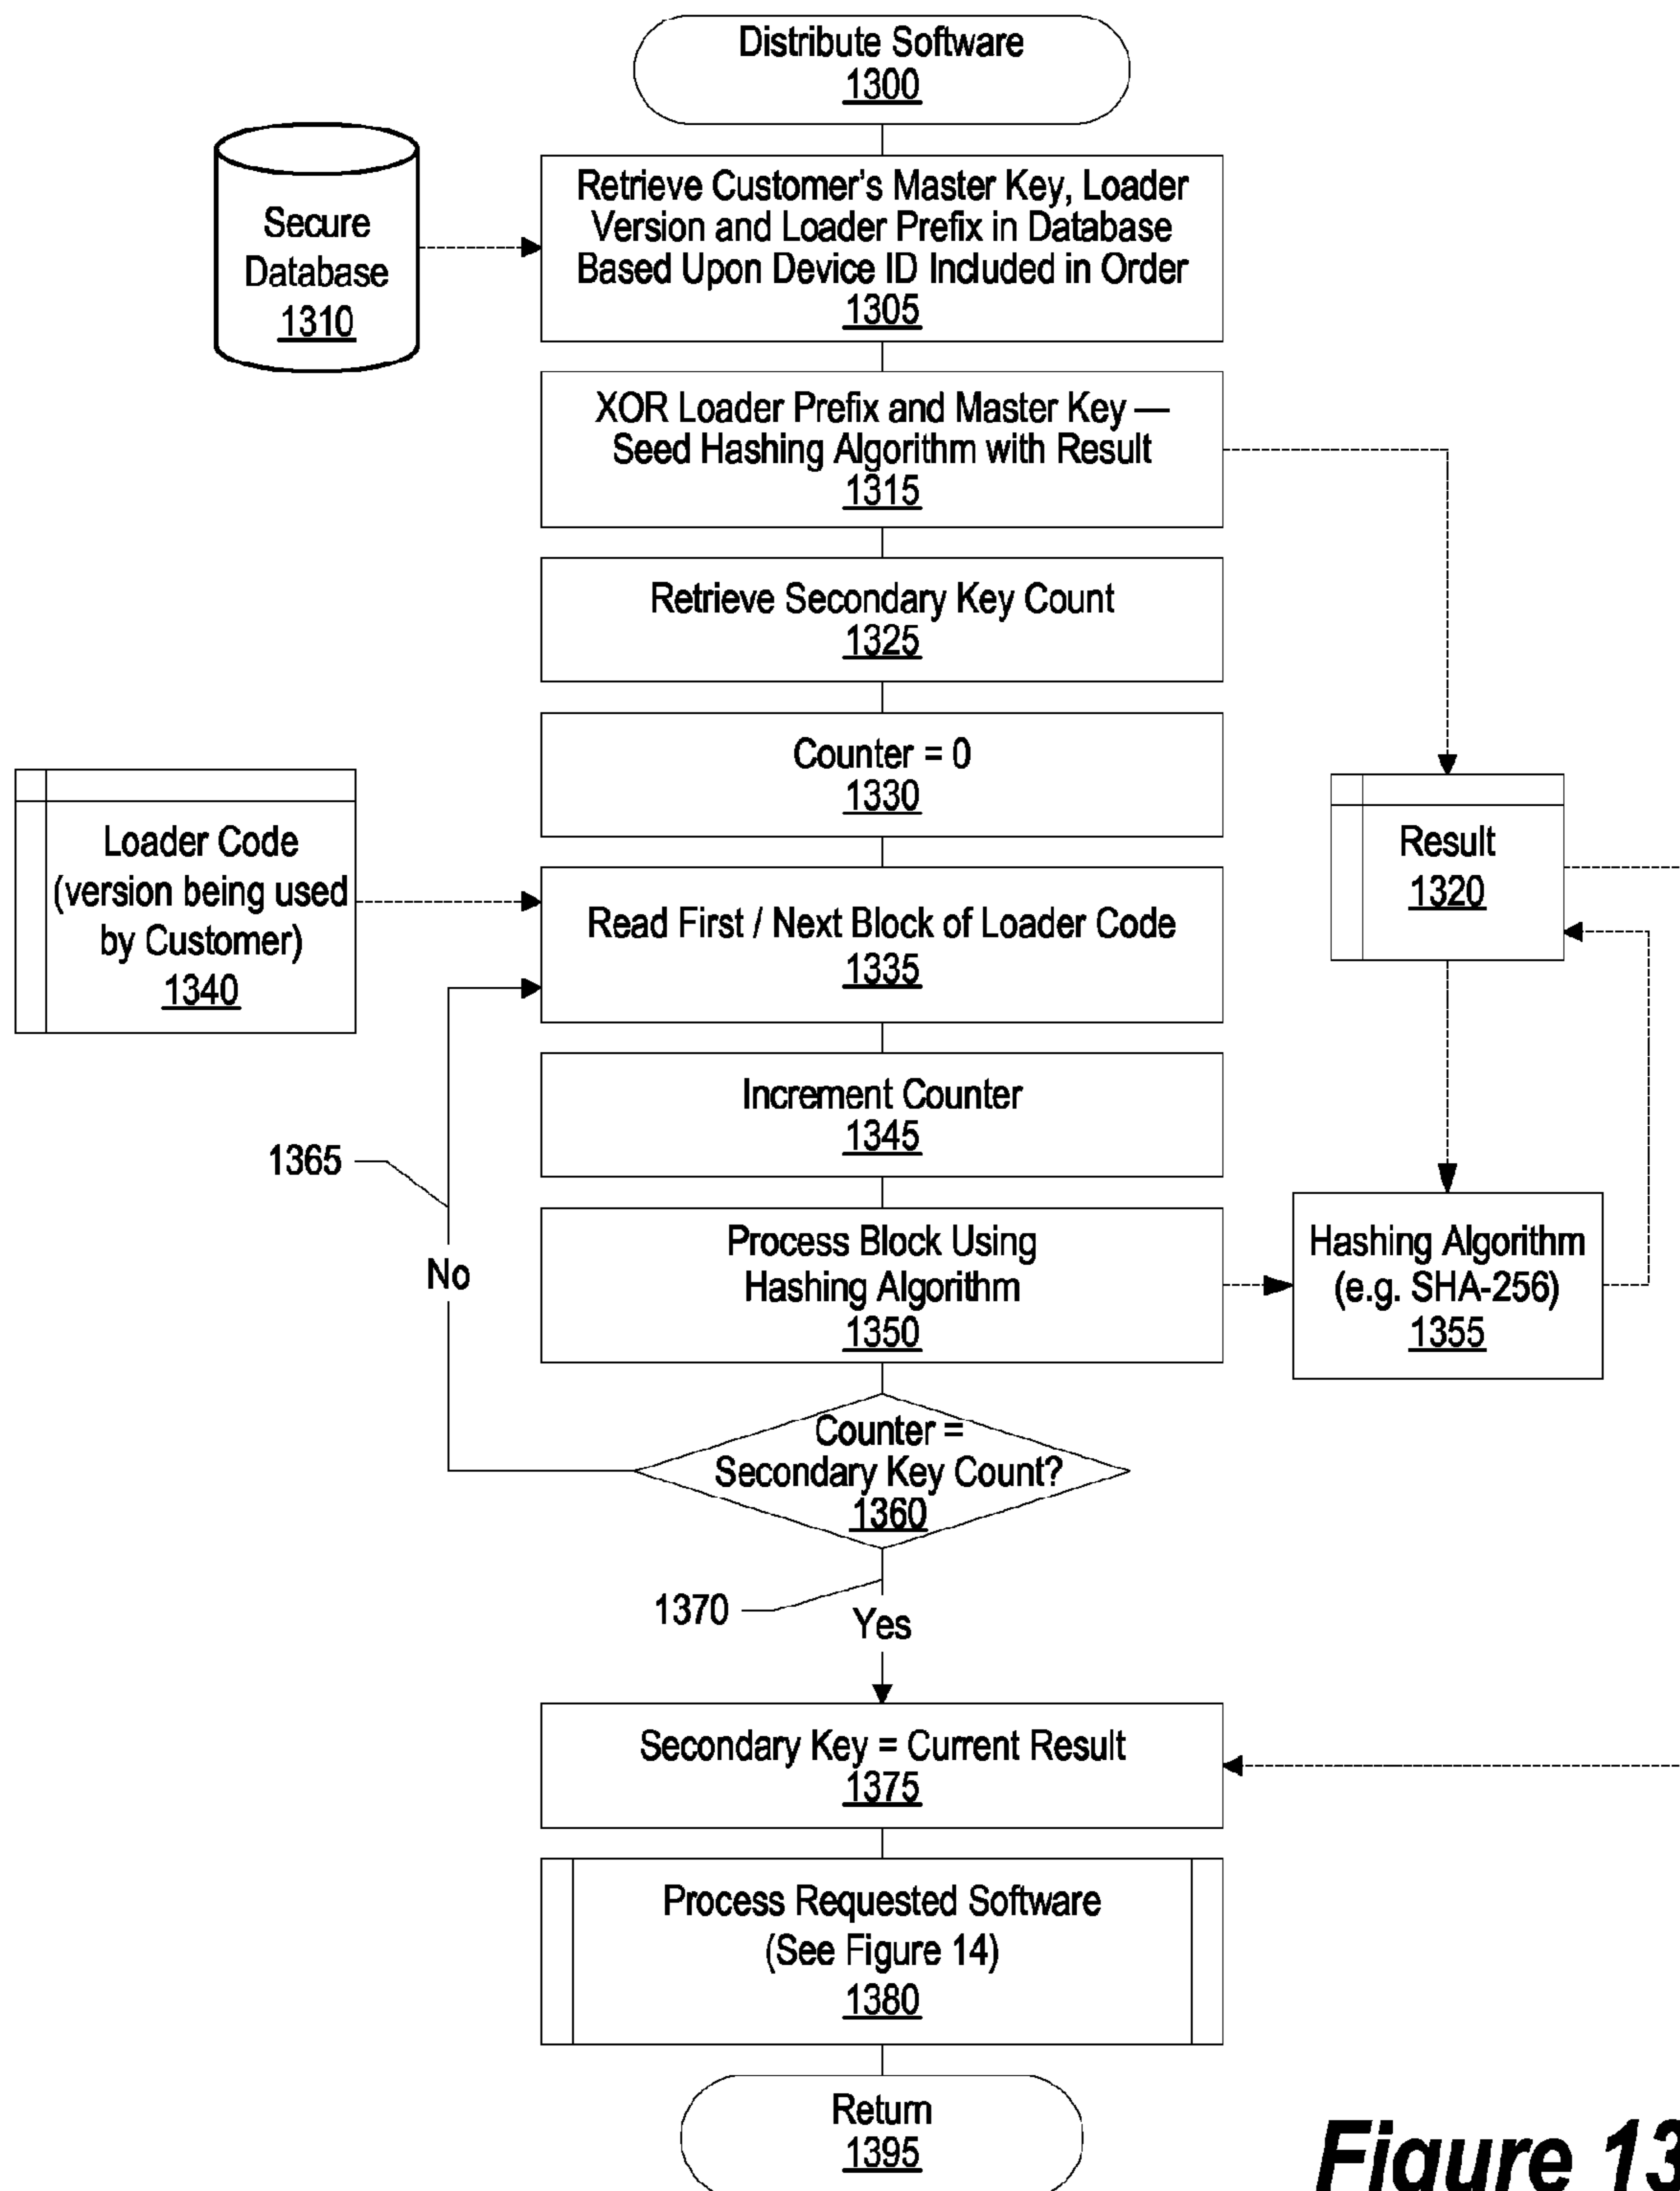 Distribute Software
1300
Secure
Database
1310
Retrieve Customer's Master Key, Loader
Version and Loader Prefix in Database
Based Upon Device ID Included in Order
1305
XOR Loader Prefix and Master Key —
Seed Hashing Algorithm with Result
1315
Retrieve Secondary Key Count
1325
Counter = 0
1330
Loader Code
(version being used
by Customer)
1340
Result
1320
Read First / Next Block of Loader Code
1335
Increment Counter
1345
1365
No
Process Block Using
Hashing Algorithm
1350
Hashing Algorithm
(e.g. SHA-256)
1355
Counter =
Secondary Key Count?
1360
1370
Yes
Secondary Key = Current Result
1375
Process Requested Software
(See Figure 14)
1380
Return
1395
Figure 13